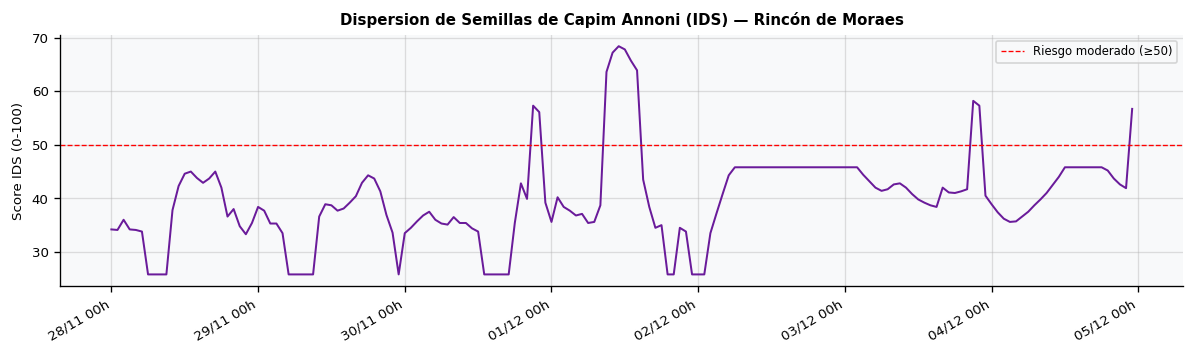 Dispersion de Semillas de Capim Annoni (IDS) — Rincón de Moraes
Score IDS (0-100)
70
60
50
40
30
Riesgo moderado (≥50)
28/11 00h
29/11 00h
30/11 00h
01/12 00h
02/12 00h
03/12 00h
04/12 00h
05/12 00h